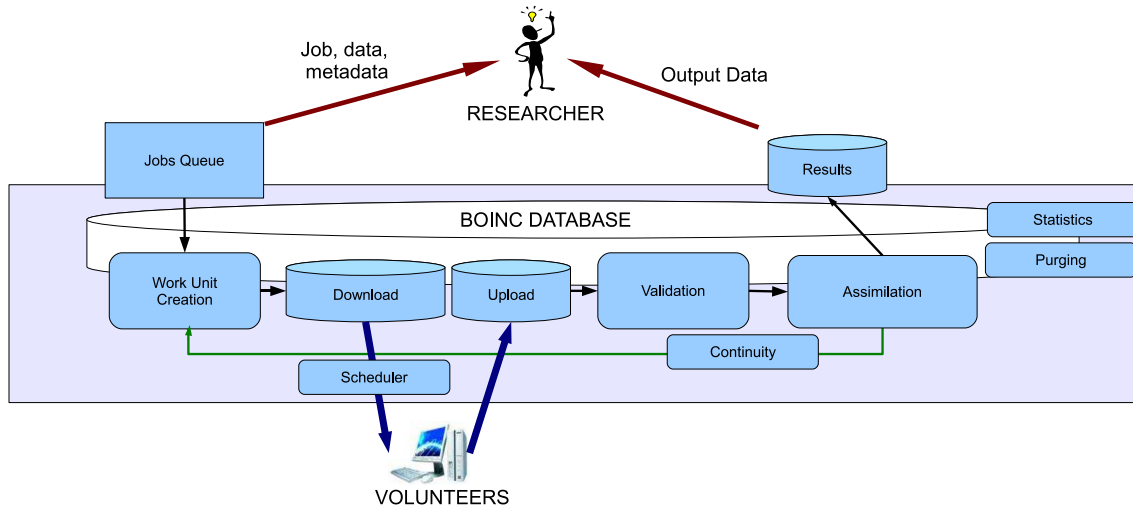 Job, data,
metadata
Output Data
RESEARCHER
Jobs Queue
Results
BOINC DATABASE
Statistics
Purging
Work Unit
Creation
Download
Upload
Validation
Assimilation
Continuity
Scheduler
VOLUNTEERS